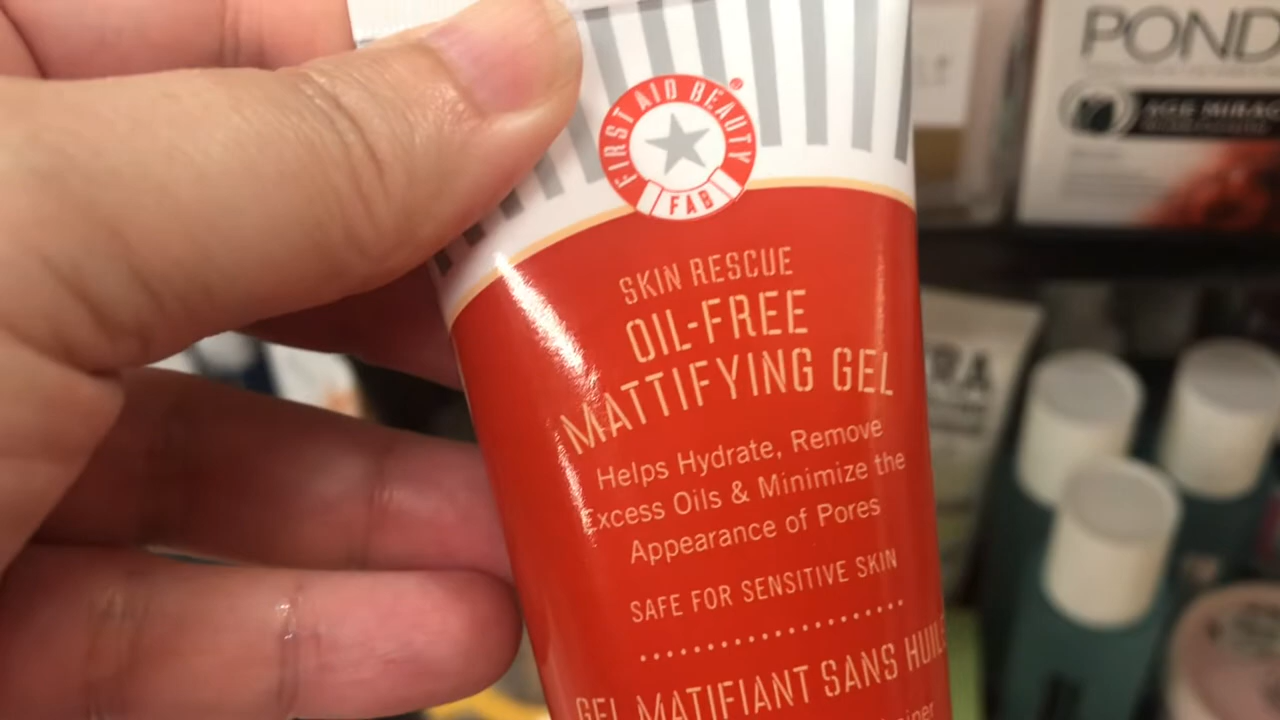 FIRST AID BEAUTY®
FAB
SKIN RESCUE
OIL-FREE
MATTIFYING GEL
Helps Hydrate, Remove
Excess Oils & Minimize the
Appearance of Pores
SAFE FOR SENSITIVE SKIN
GEL MATIFIANT SANS HUILE
POND
AGE MIRAC